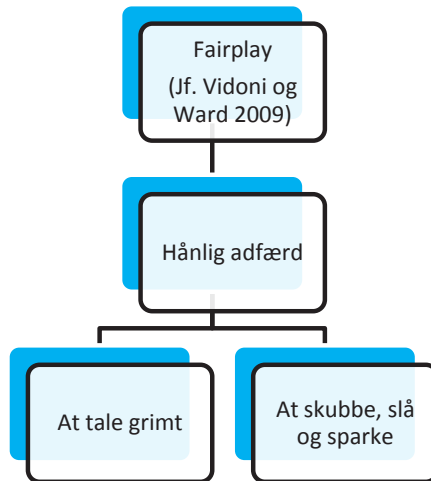 Fairplay
(Jf. Vidoni og
Ward 2009)
Hånlig adfærd
At tale grimt
At skubbe, slå
og sparke